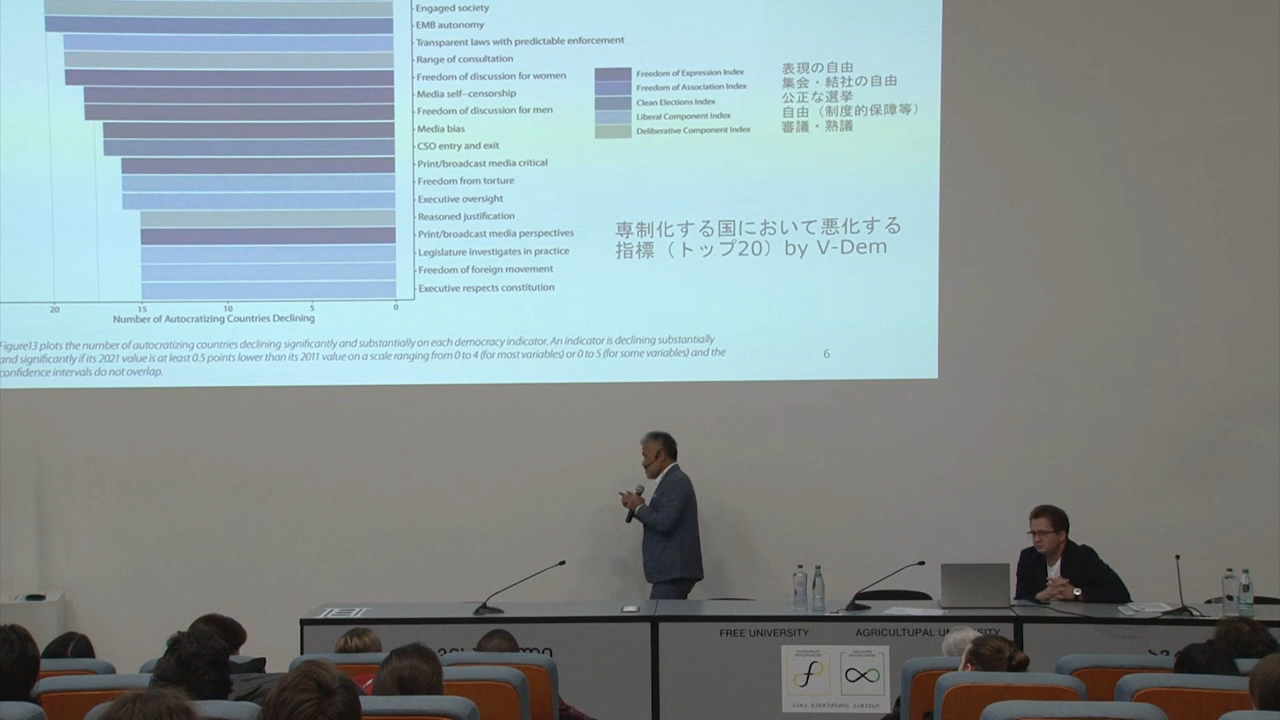 Engaged society
EMB autonomy
Transparent laws with predictable enforcement
Range of consultation
Freedom of discussion for women
Media self-censorship
Freedom of discussion for men
Media bias
CSO entry and exit
Print/broadcast media critical
Freedom from torture
Executive oversight
Reasoned justification
Print/broadcast media perspectives
Legislature investigates in practice
Freedom of foreign movement
Executive respects constitution
20 15 10 5 0
Number of Autocratizing Countries Declining
Freedom of Expression Index
Freedom of Association Index
Clean Elections Index
Liberal Component Index
Deliberative Component Index
表現の自由
集会・結社の自由
公正な選挙
自由（制度的保障等）
審議・熟議
専制化する国において悪化する
指標（トップ20）by V-Dem
Figure13 plots the number of autocratizing countries declining significantly and substantially on each democracy indicator. An indicator is declining substantially
and significantly if its 2021 value is at least 0.5 points lower than its 2011 value on a scale ranging from 0 to 4 (for most variables) or 0 to 5 (for some variables) and the
confidence intervals do not overlap.
6
FREE UNIVERSITY